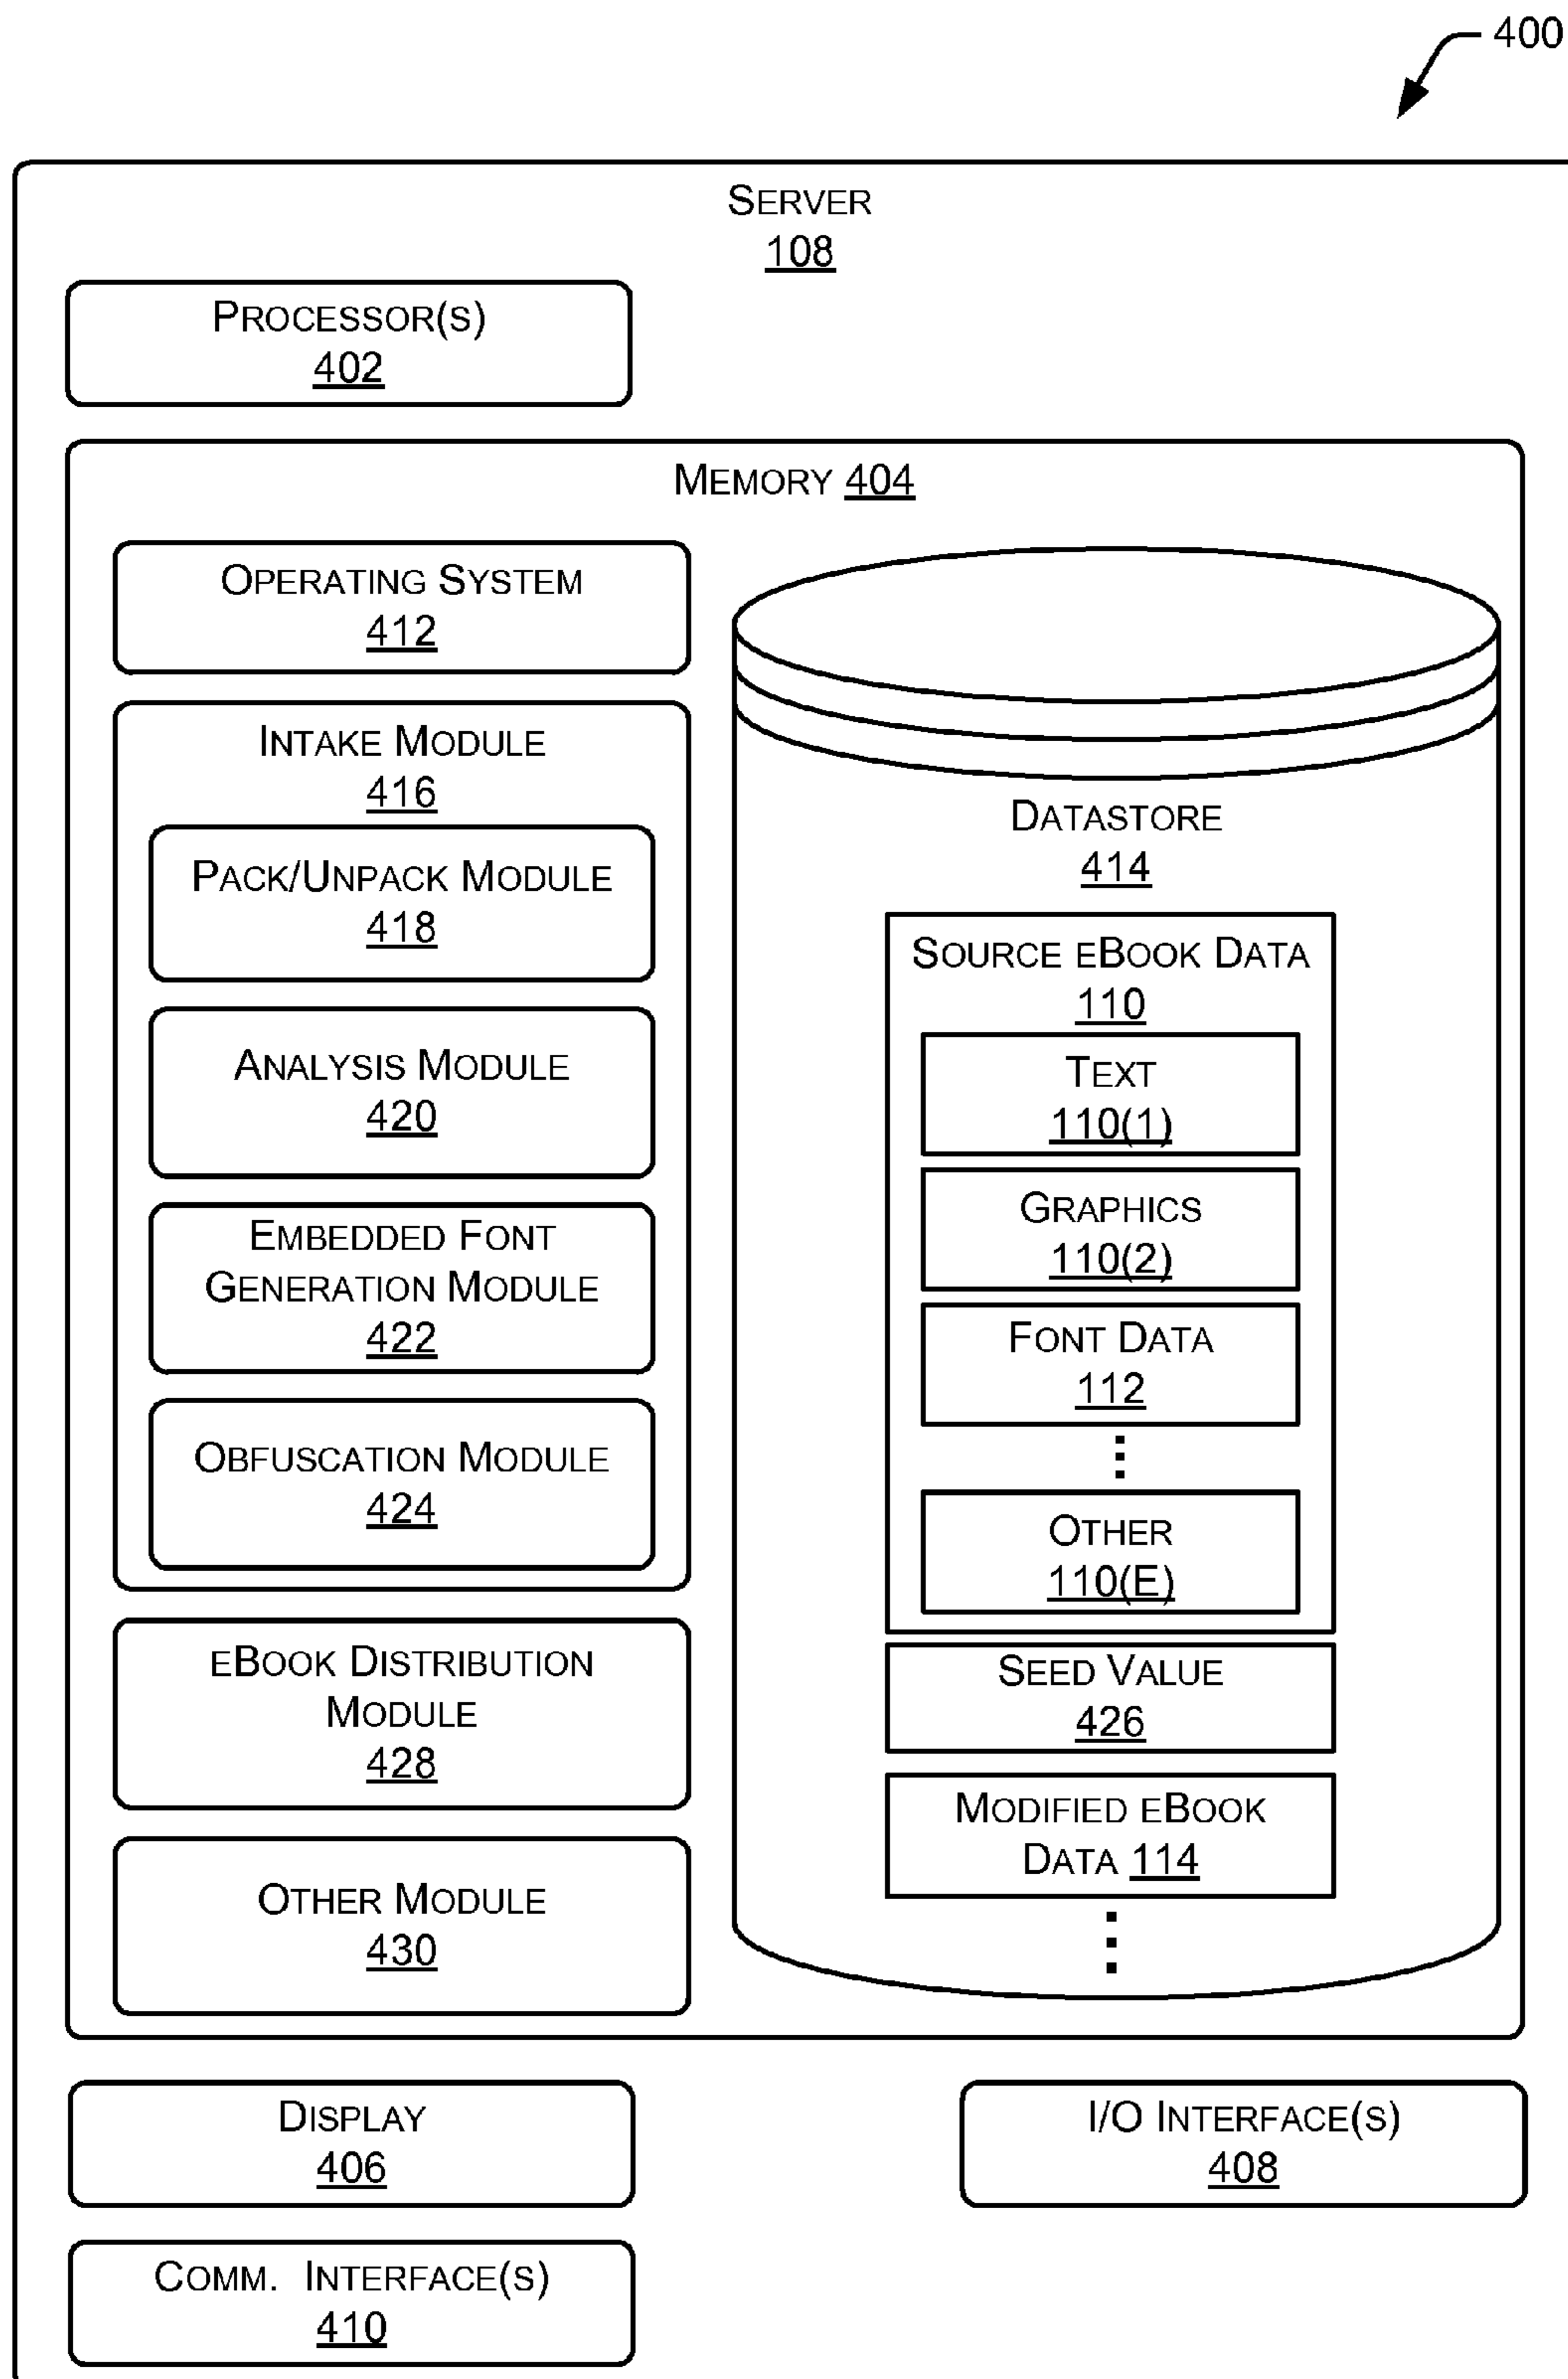 400
SERVER
108
PROCESSOR(S)
402
MEMORY 404
OPERATING SYSTEM
412
INTAKE MODULE
416
PACK/UNPACK MODULE
418
ANALYSIS MODULE
420
EMBEDDED FONT
GENERATION MODULE
422
OBFUSCATION MODULE
424
EBOOK DISTRIBUTION
MODULE
428
OTHER MODULE
430
DATASTORE
414
SOURCE EBOOK DATA
110
TEXT
110(1)
GRAPHICS
110(2)
FONT DATA
112
OTHER
110(E)
SEED VALUE
426
MODIFIED EBOOK
DATA 114
DISPLAY
406
I/O INTERFACE(S)
408
COMM. INTERFACE(S)
410